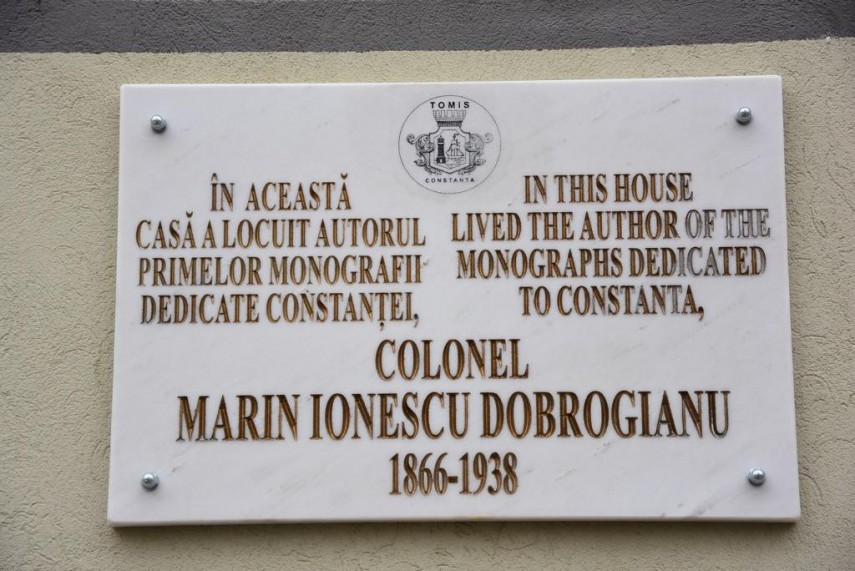 TOMIS
CONSTANTA
ÎN ACEASTĂ
CASĂ A LOCUIT AUTORUL
PRIMELOR MONOGRAFII
DEDICATE CONSTANȚEI,
IN THIS HOUSE
LIVED THE AUTHOR OF THE
MONOGRAPHS DEDICATED
TO CONSTANTA,
COLONEL
MARIN IONESCU DOBROGIANU
1866-1938